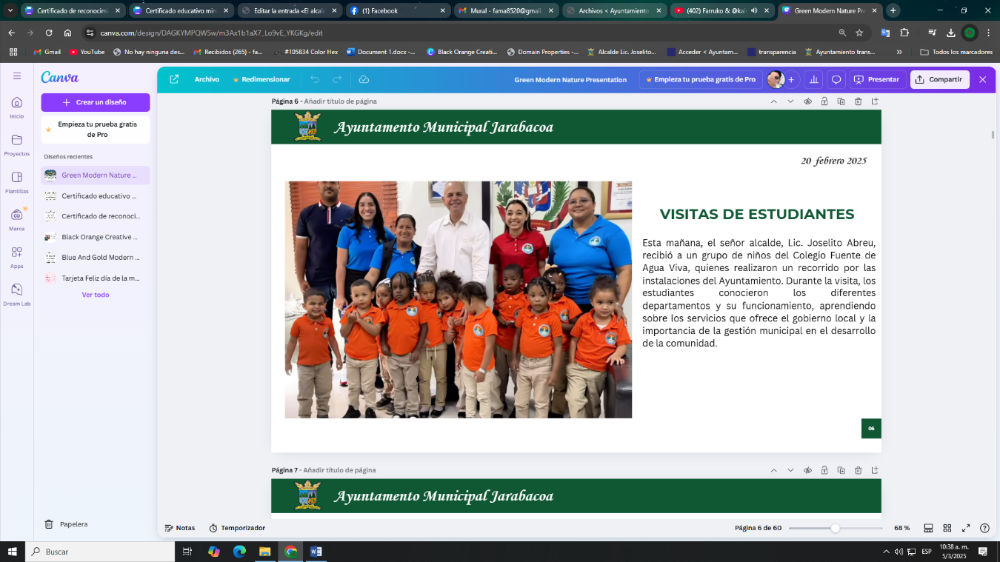 Certificado de reconocimi
Certificado educativo min
Editar la entrada «El alcald
(1) Facebook
Mural - fama8520@gmail.
Archivos < Ayuntamiento
(402) Farruko & @kai
Green Modern Nature Pre
canva.com/design/DAGKYMPQWSw/m3Ax1b1aX7_Lo9vE_YKGKg/edit
Gmail
YouTube
No hay ninguna des...
Recibidos (265) - fa...
#105834 Color Hex
Document 1.docx -...
Black Orange Creati...
Domain Properties -...
Alcalde Lic. Joselito...
Acceder < Ayuntam...
transparencia
Ayuntamiento trans...
Todos los marcadores
Canva
Archivo
Redimensionar
Green Modern Nature Presentation
Empieza tu prueba gratis de Pro
Presentar
Compartir
Inicio
Proyectos
Plantillas
Marca
Apps
Dream Lab
Crear un diseño
Empieza tu prueba gratis
de Pro
Diseños recientes
Green Modern Nature ...
Certificado educativo ...
Certificado de reconoci...
Black Orange Creative ...
Blue And Gold Modern ...
Tarjeta Feliz día de la m...
Ver todo
Papelera
Página 6 - Añadir título de página
Ayuntamento Municipal Jarabacoa
20 febrero 2025
VISITAS DE ESTUDIANTES
Esta mañana, el señor alcalde, Lic. Joselito Abreu,
recibió a un grupo de niños del Colegio Fuente de
Agua Viva, quienes realizaron un recorrido por las
instalaciones del Ayuntamiento. Durante la visita, los
estudiantes conocieron los diferentes
departamentos y su funcionamiento, aprendiendo
sobre los servicios que ofrece el gobierno local y la
importancia de la gestión municipal en el desarrollo
de la comunidad.
06
Página 7 - Añadir título de página
Ayuntamento Municipal Jarabacoa
Notas
Temporizador
Página 6 de 60
68 %
Buscar
ESP
10:38 a. m.
5/3/2025